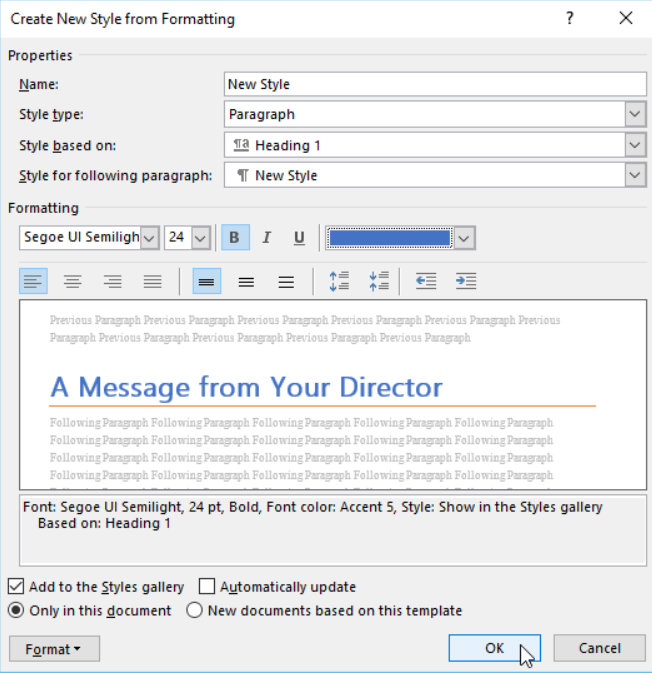 Create New Style from Formatting ? X
Properties
Name: New Style
Style type: Paragraph
Style based on: ¶a Heading 1
Style for following paragraph: ¶ New Style
Formatting
Segoe UI Semiligh 24 B I U
Previous Paragraph Previous Paragraph Previous Paragraph Previous Paragraph Previous Paragraph Previous
Paragraph Previous Paragraph Previous Paragraph Previous Paragraph Previous Paragraph
A Message from Your Director
Following Paragraph Following Paragraph Following Paragraph Following Paragraph Following Paragraph
Following Paragraph Following Paragraph Following Paragraph Following Paragraph Following Paragraph
Following Paragraph Following Paragraph Following Paragraph Following Paragraph Following Paragraph
Following Paragraph Following Paragraph Following Paragraph Following Paragraph Following Paragraph
Font: Segoe UI Semilight, 24 pt, Bold, Font color: Accent 5, Style: Show in the Styles gallery
Based on: Heading 1
Add to the Styles gallery Automatically update
Only in this document New documents based on this template
Format OK Cancel